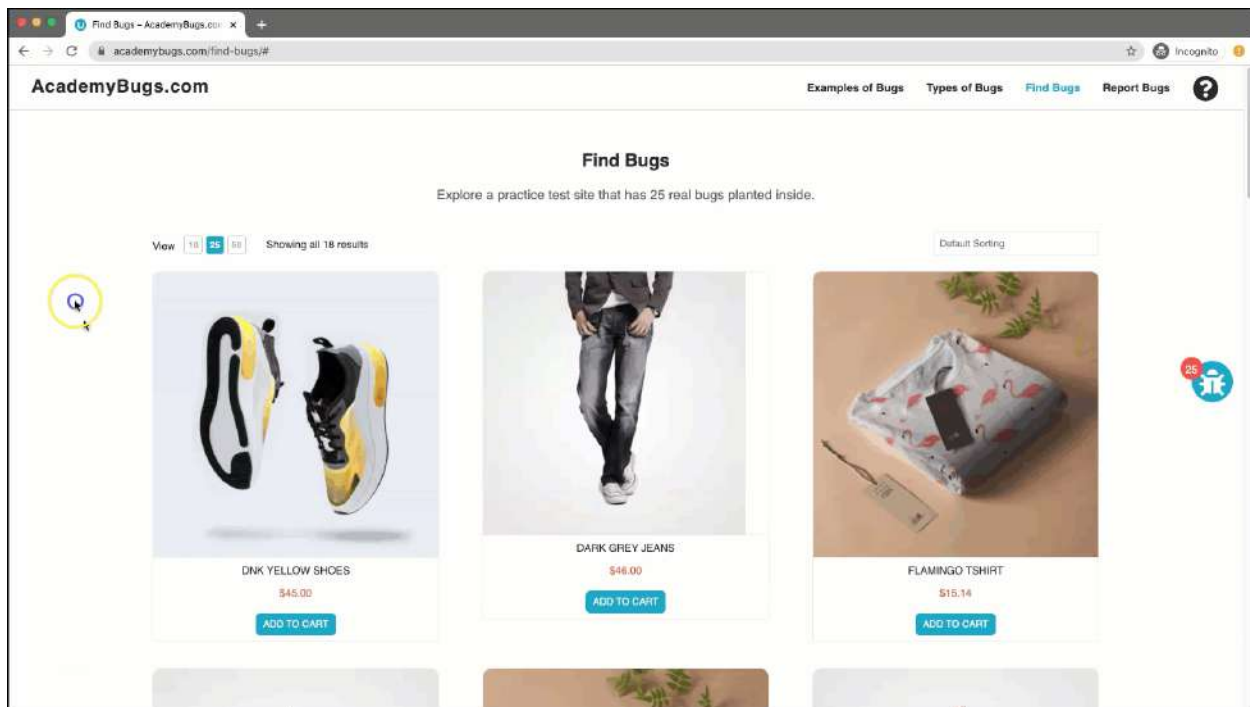 Find Bugs – AcademyBugs.com
academybugs.com/find-bugs/#
Incognito
AcademyBugs.com
Examples of Bugs Types of Bugs Find Bugs Report Bugs ?
Find Bugs
Explore a practice test site that has 25 real bugs planted inside.
View 10 25 50 Showing all 18 results Default Sorting
25
DNK YELLOW SHOES
$45.00
ADD TO CART
DARK GREY JEANS
$46.00
ADD TO CART
FLAMINGO TSHIRT
$15.14
ADD TO CART